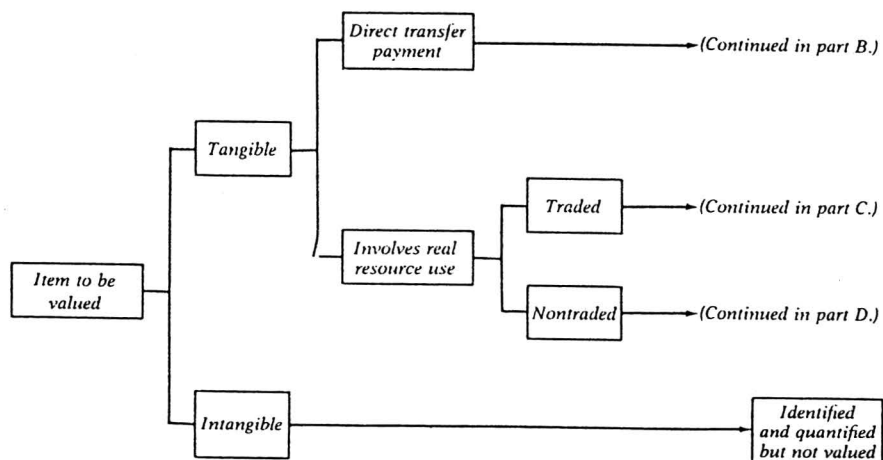 Direct transfer
payment
(Continued in part B.)
Tangible
Traded
(Continued in part C.)
Involves real
resource use
Item to be
valued
Nontraded
(Continued in part D.)
Intangible
Identified
and quantified
but not valued